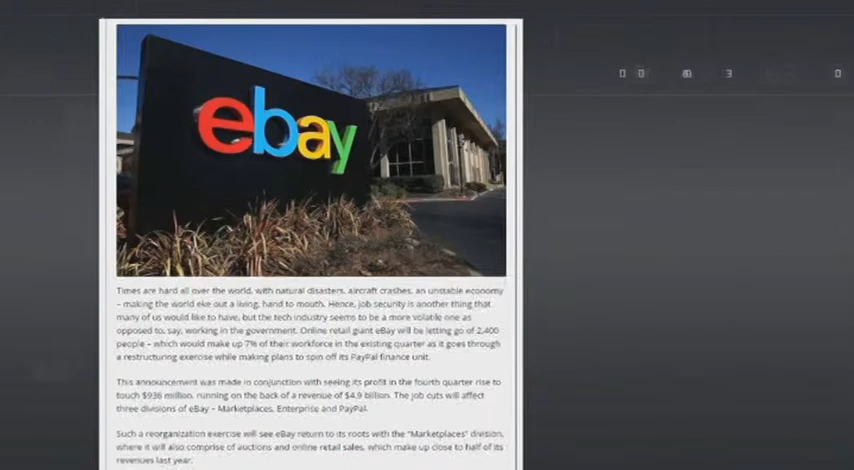 ebay
0 0 3 0
Times are hard all over the world, with natural disasters, aircraft crashes, an unstable economy
– making the world eke out a living, hand to mouth. Hence, job security is another thing that
many of us would like to have, but the tech industry seems to be a more volatile one as
opposed to, say, working in the government. Online retail giant eBay will be letting go of 2,400
people – which would make up 7% of their workforce in the existing quarter as it goes through
a restructuring exercise while making plans to spin off its PayPal finance unit.
This announcement was made in conjunction with seeing its profit in the fourth quarter rise to
touch $936 million, running on the back of a revenue of $4.9 billion. The job cuts will affect
three divisions of eBay – Marketplaces, Enterprise and PayPal.
Such a reorganization exercise will see eBay return to its roots with the "Marketplaces" division,
where it will also comprise of auctions and online retail sales, which make up close to half of its
revenues last year.